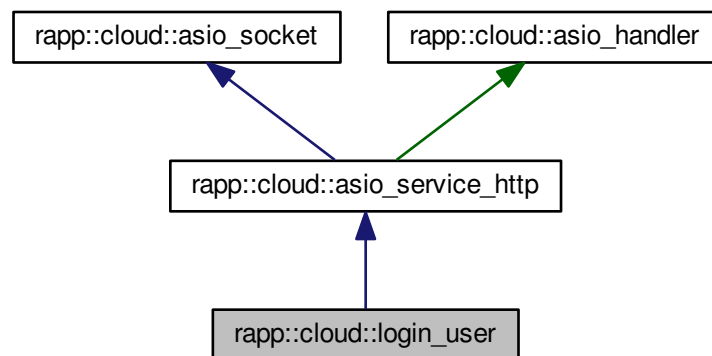 rapp::cloud::asio_socket
rapp::cloud::asio_handler
rapp::cloud::asio_service_http
rapp::cloud::login_user